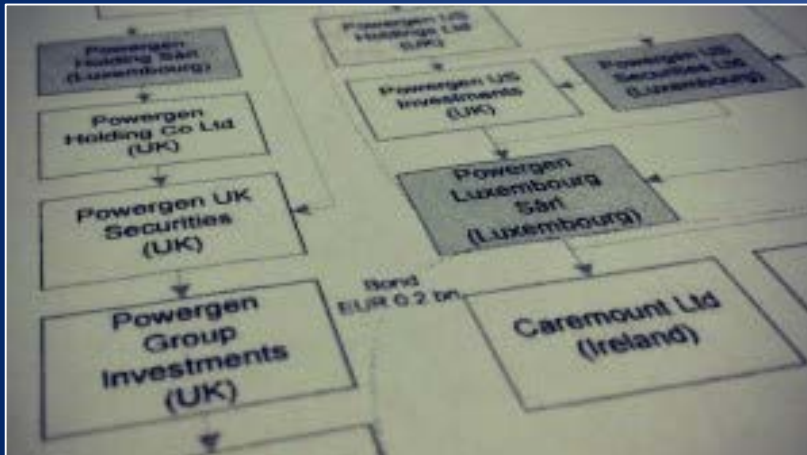 Powergen
Holding Sàrl
(Luxembourg)
Powergen
Holding Co Ltd
(UK)
Powergen UK
Securities
(UK)
Powergen
Group
Investments
(UK)
Powergen US
Holdings Ltd
(UK)
Powergen US
Investments
(UK)
Powergen US
Securities Ltd
(Luxembourg)
Powergen
Luxembourg
Sàrl
(Luxembourg)
Bond
EUR 0.2 bn
Caremount Ltd
(Ireland)